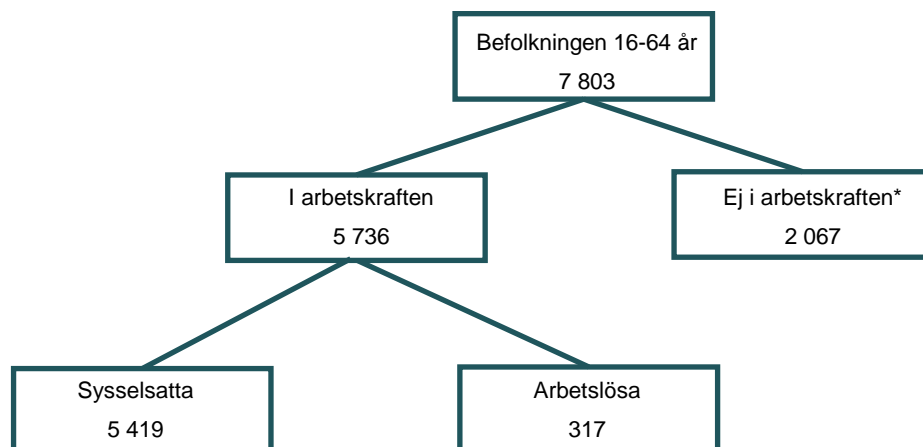 Befolkningen 16-64 år
7 803
I arbetskraften
5 736
Ej i arbetskraften*
2 067
Sysselsatta
5 419
Arbetslösa
317